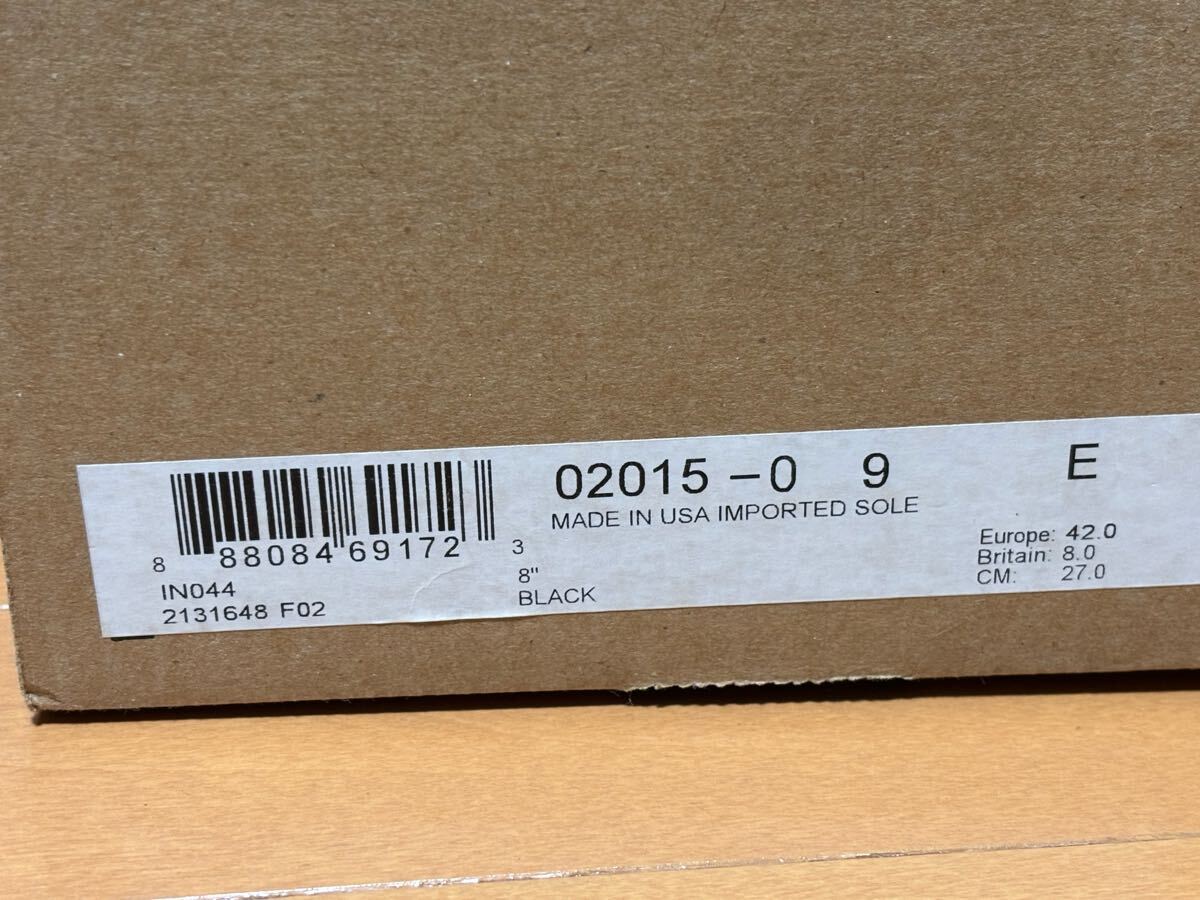 02015-0 9 E
MADE IN USA IMPORTED SOLE
8 88084 69172 3
IN044
2131648 F02
8"
BLACK
Europe: 42.0
Britain: 8.0
CM: 27.0